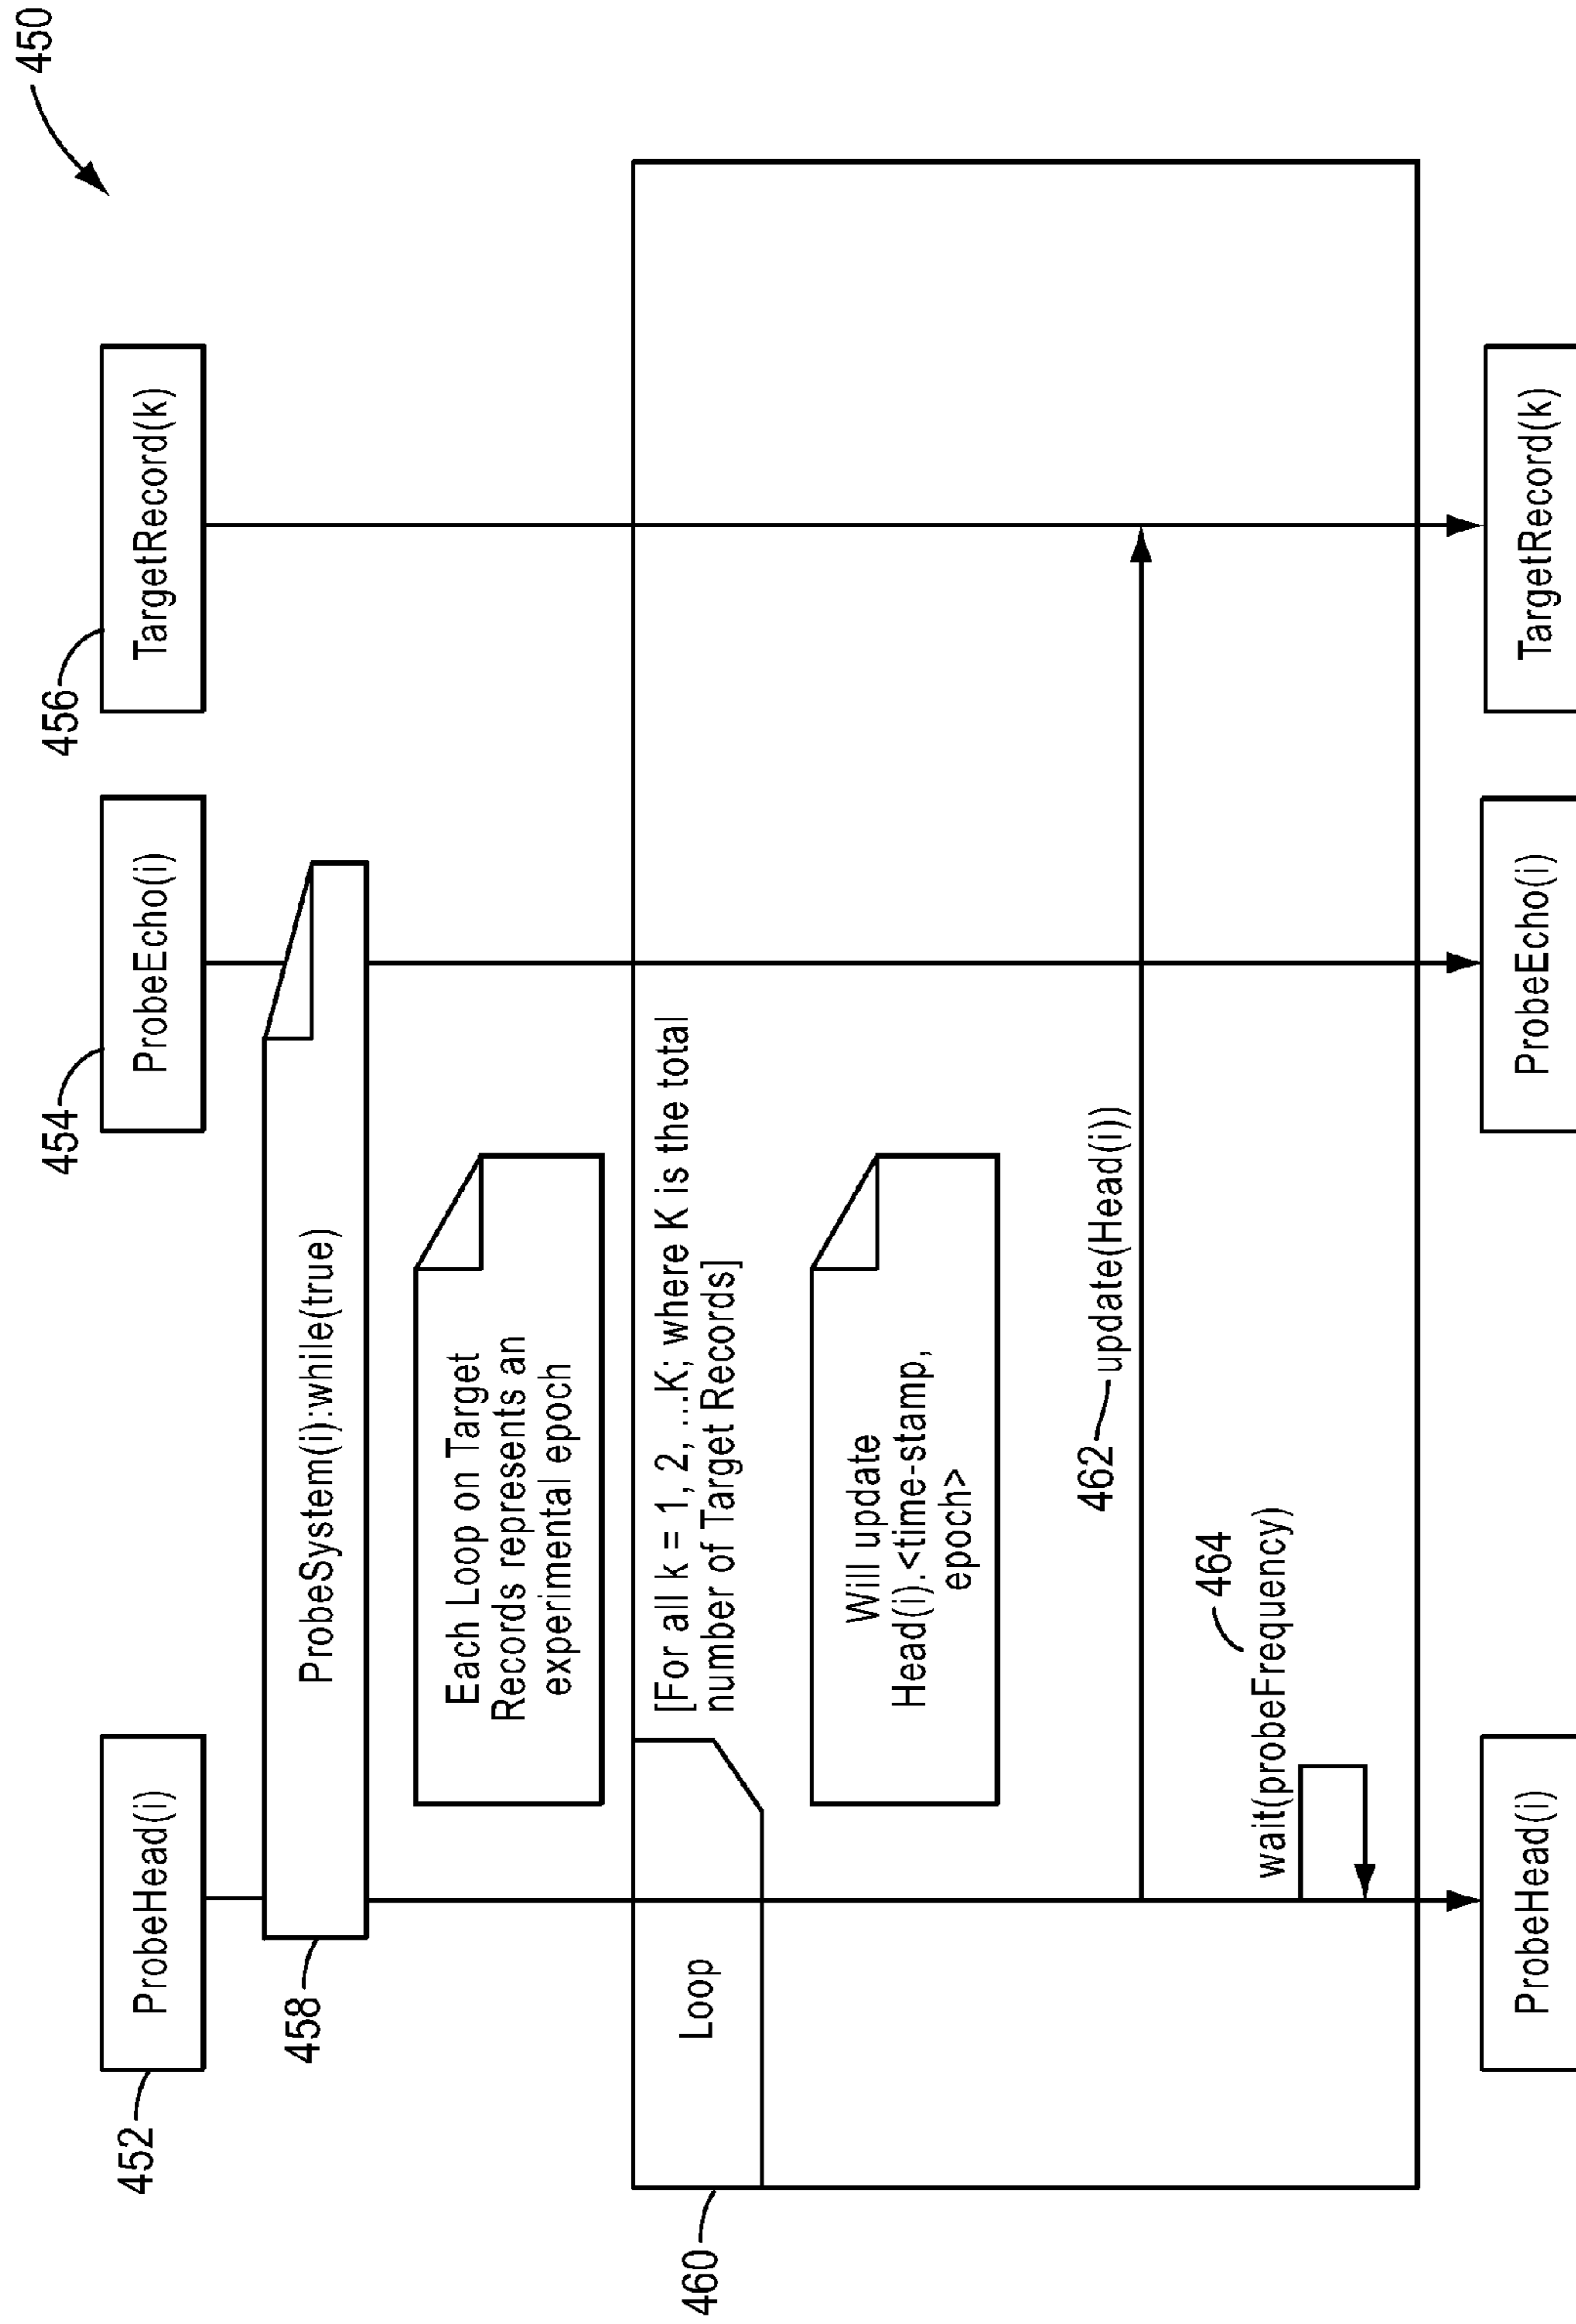 450
452
ProbeHead(i)
454
ProbeEcho(i)
456
TargetRecord(k)
458
ProbeSystem(i):while(true)
Each Loop on Target
Records represents an
experimental epoch
460
Loop
[For all k = 1, 2, ...K; where K is the total
number of Target Records]
Will update
Head(i).<time-stamp,
epoch>
462
update(Head(i))
464
wait(probeFrequency)
ProbeHead(i)
ProbeEcho(i)
TargetRecord(k)